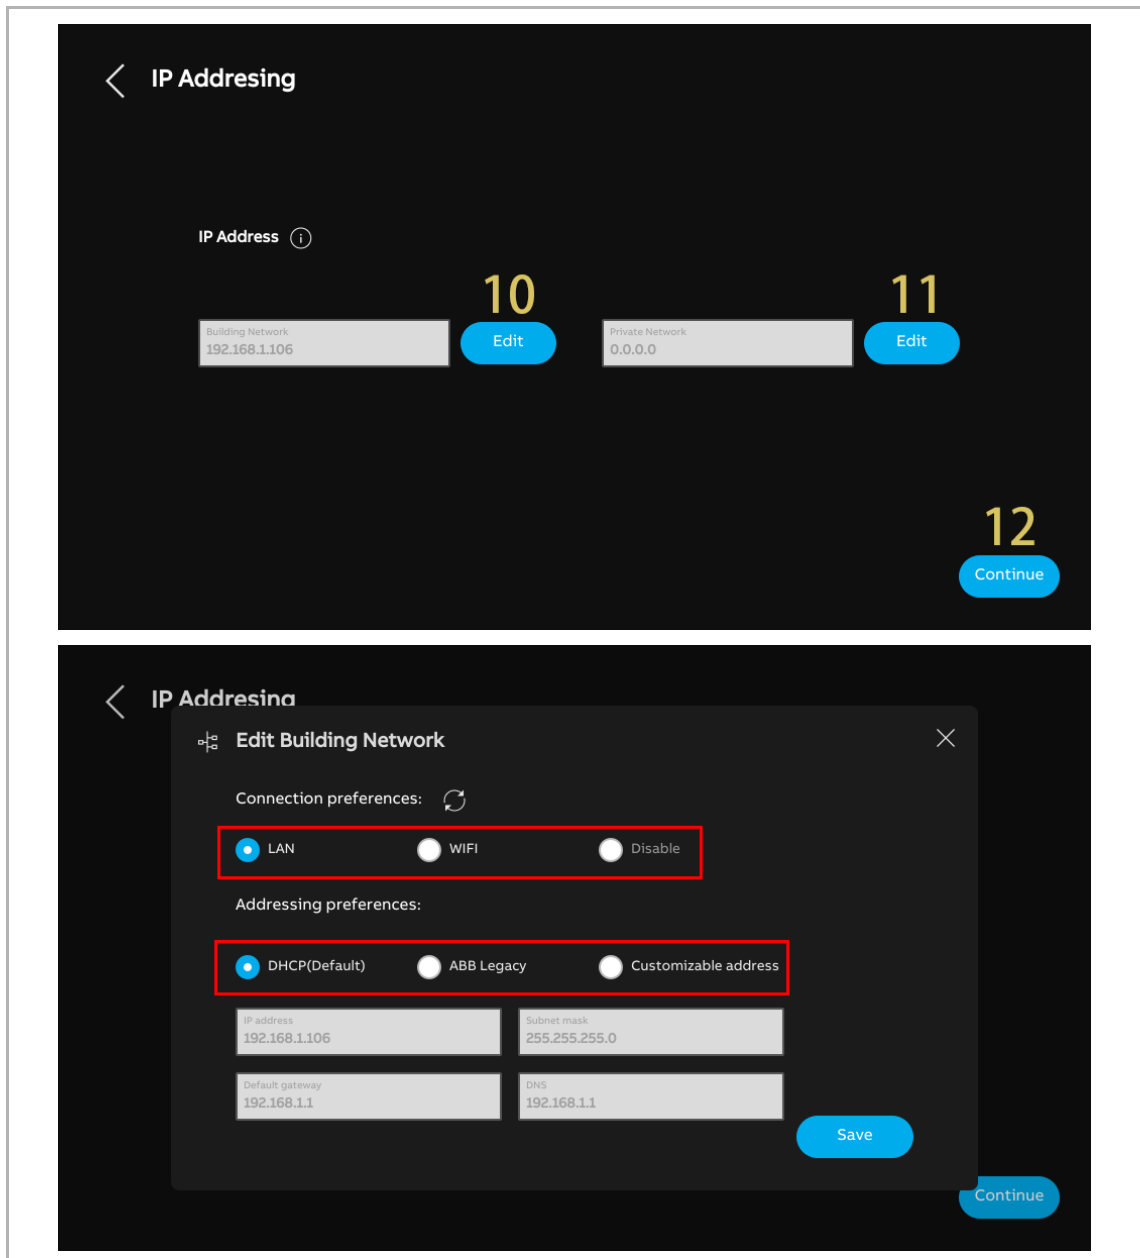 IP Addresing
IP Address
10
11
Building Network
192.168.1.106
Edit
Private Network
0.0.0.0
Edit
12
Continue
IP Addresing
Edit Building Network
Connection preferences:
LAN WIFI Disable
Addressing preferences:
DHCP(Default) ABB Legacy Customizable address
IP address
192.168.1.106
Subnet mask
255.255.255.0
Default gateway
192.168.1.1
DNS
192.168.1.1
Save
Continue